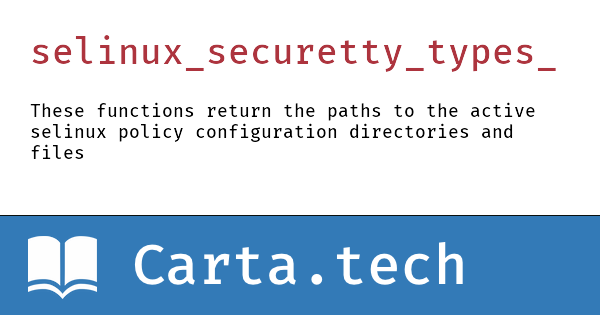 selinux_securetty_types_
These functions return the paths to the active
selinux policy configuration directories and
files
Carta.tech